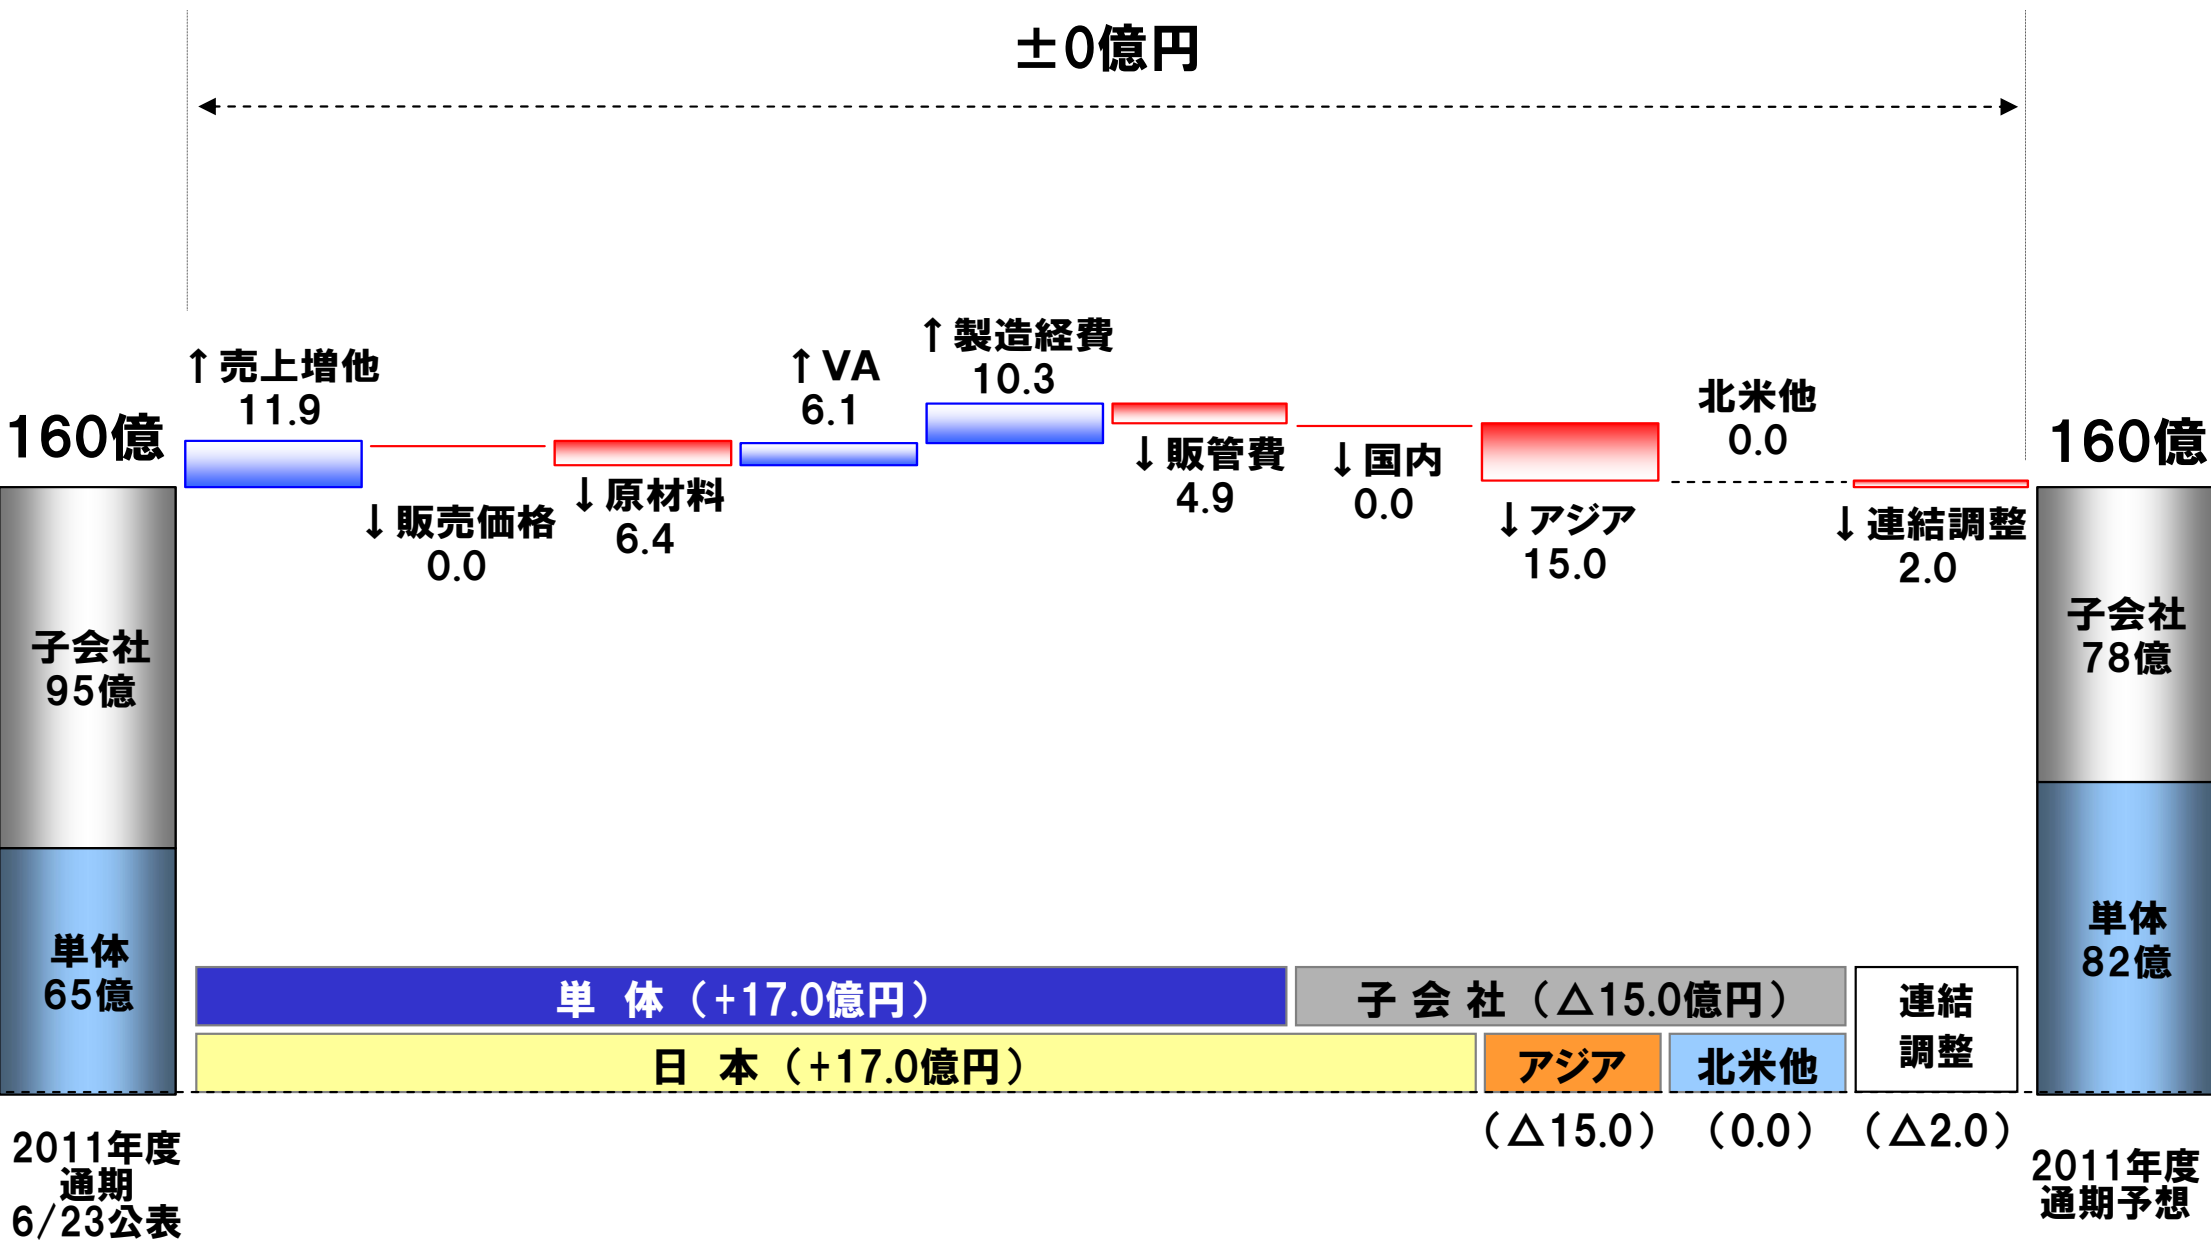 ±0億円
160億
↑売上増他
11.9
↓販売価格
0.0
↓原材料
6.4
↑VA
6.1
↑製造経費
10.3
↓販管費
4.9
↓国内
0.0
↓アジア
15.0
北米他
0.0
↓連結調整
2.0
160億
子会社
95億
単体
65億
子会社
78億
単体
82億
単 体（+17.0億円）
子 会 社（△15.0億円）
連結
調整
日 本（+17.0億円）
アジア
北米他
（△15.0）
（0.0）
（△2.0）
2011年度
通期
6/23公表
2011年度
通期予想